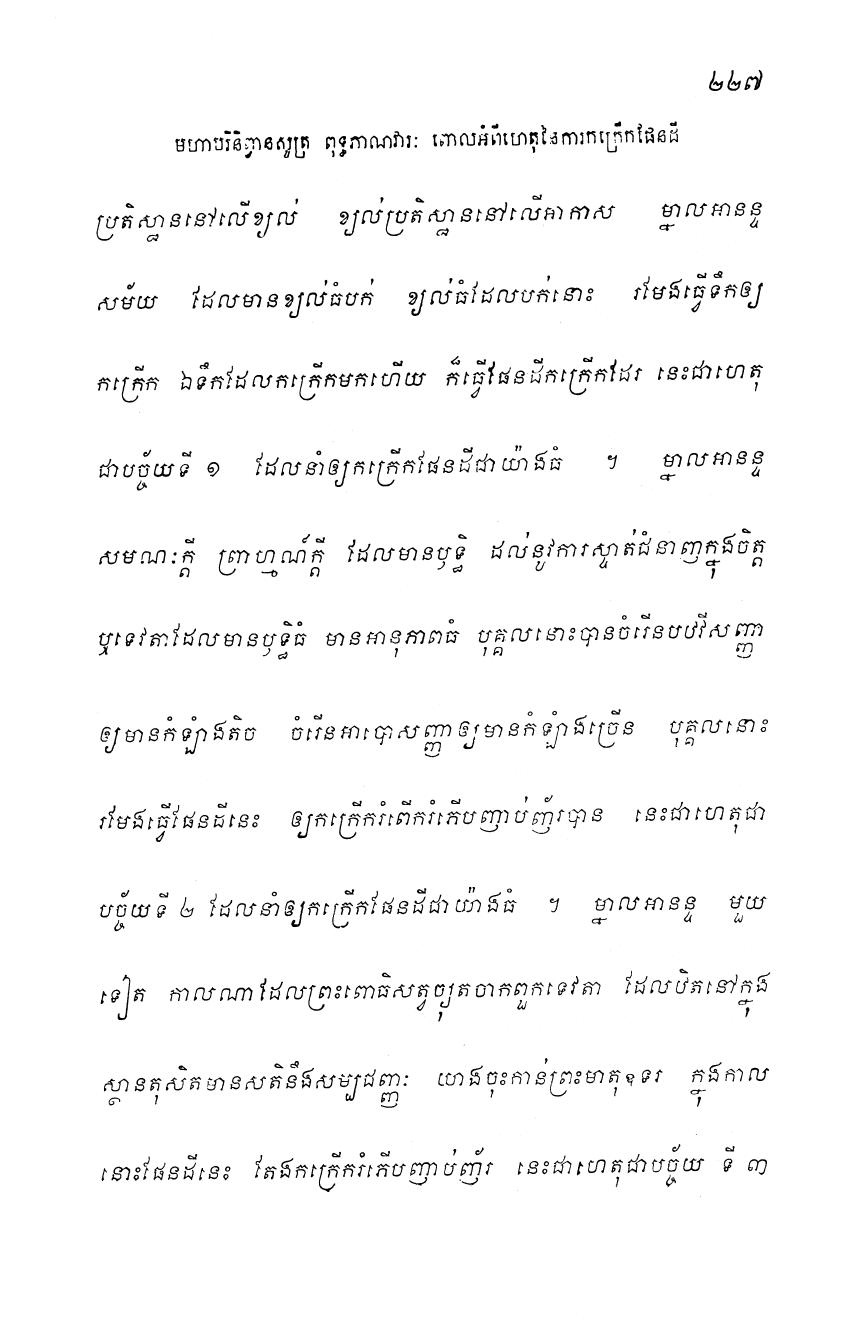 ២២៧
មហាបរិនិព្វានសូត្រ ពុទ្ធភាណវារៈ ពោលអំពីហេតុនៃការកក្រើកផែនដី
ប្រតិស្ឋាននៅលើខ្យល់ ខ្យល់ប្រតិស្ឋាននៅលើអាកាស ម្នាលអានន្ទ
សម័យ ដែលមានខ្យល់ធំបក់ ខ្យល់ធំដែលបក់នោះ រមែងធ្វើទឹកឲ្យ
កក្រើក ឯទឹកដែលកក្រើកមកហើយ ក៏ធ្វើផែនដីកក្រើកដែរ នេះជាហេតុ
ជាបច្ច័យទី ១ ដែលនាំឲ្យកក្រើកផែនដីជាយ៉ាងធំ ។ ម្នាលអានន្ទ
សមណៈក្តី ព្រាហ្មណ៍ក្តី ដែលមានឫទ្ធិ ដល់នូវការស្ទាត់ជំនាញក្នុងចិត្ត
ឬទេវតាដែលមានឫទ្ធិធំ មានអានុភាពធំ បុគ្គលនោះបានចំរើនបឋវីសញ្ញា
ឲ្យមានកំឡាំងតិច ចំរើនអាបោសញ្ញាឲ្យមានកំឡាំងច្រើន បុគ្គលនោះ
រមែងធ្វើផែនដីនេះ ឲ្យកក្រើករំពើករំភើបញាប់ញ័របាន នេះជាហេតុជា
បច្ច័យទី ២ ដែលនាំឲ្យកក្រើកផែនដីជាយ៉ាងធំ ។ ម្នាលអានន្ទ មួយ
ទៀត កាលណាដែលព្រះពោធិសត្វច្យុតចាកពួកទេវតា ដែលឋិតនៅក្នុង
ស្ថានតុសិតមានសតិនឹងសម្បជញ្ញៈ យាងចុះកាន់ព្រះមាតុឧទរ ក្នុងកាល
នោះផែនដីនេះ តែងកក្រើករំភើបញាប់ញ័រ នេះជាហេតុជាបច្ច័យ ទី ៣